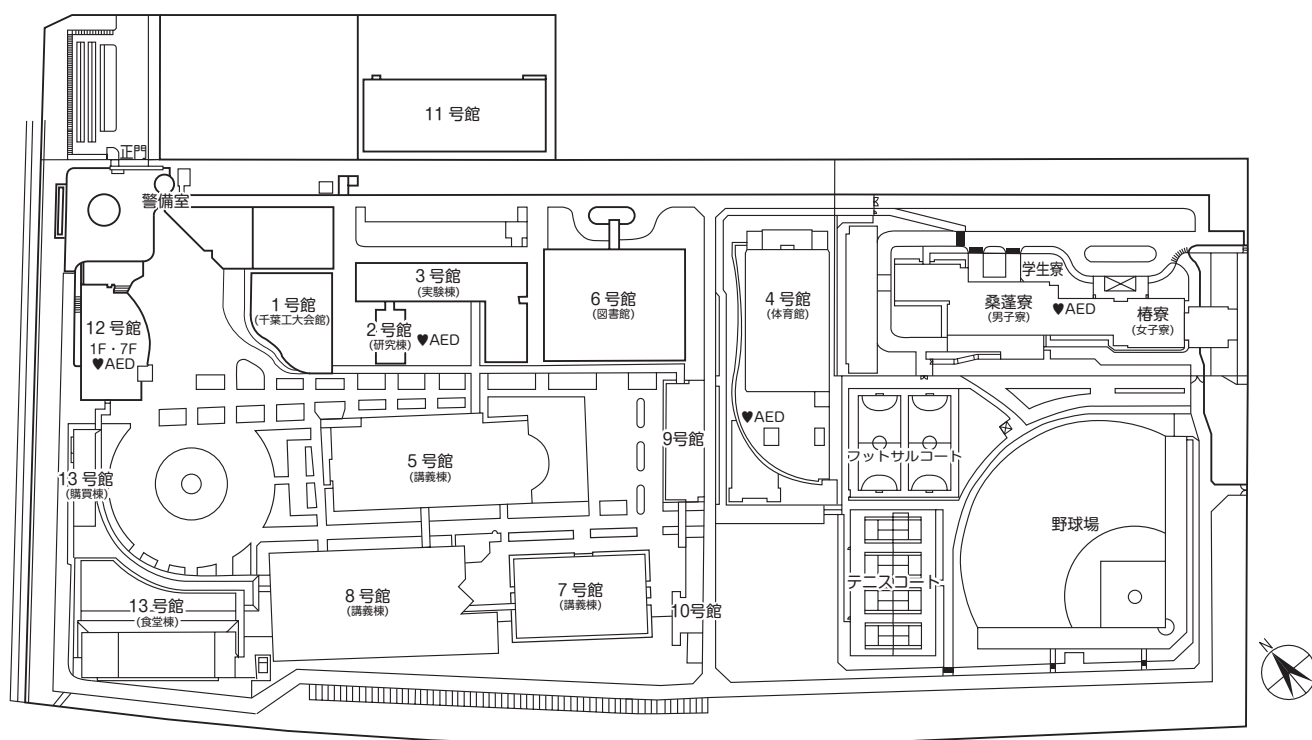 11 号館
正門
警備室
3 号館
(実験棟)
1 号館
(千葉工大会館)
2 号館
(研究棟)
♥AED
6 号館
(図書館)
4 号館
(体育館)
学生寮
桑蓬寮
(男子寮)
♥AED
椿寮
(女子寮)
12 号館
1F・7F
♥AED
♥AED
9号館
5 号館
(講義棟)
フットサルコート
13 号館
(購買棟)
野球場
テニスコート
8 号館
(講義棟)
7 号館
(講義棟)
13 号館
(食堂棟)
10号館
N